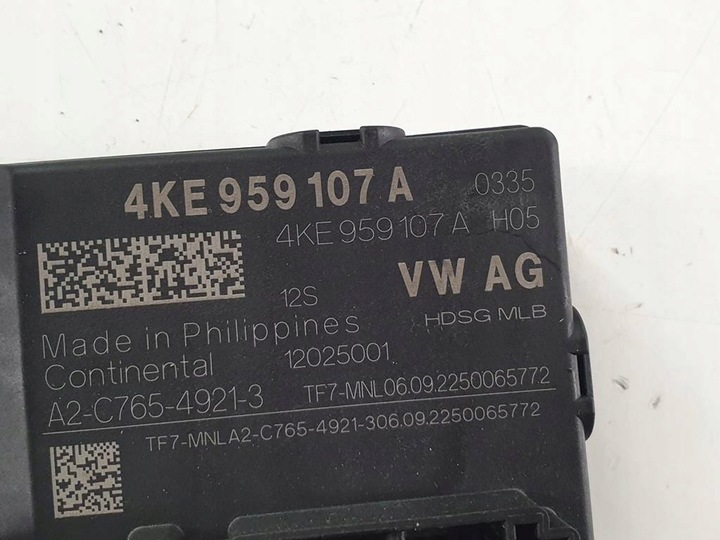 4KE 959 107 A 0335
4KE 959 107 A H05
12S VW AG
HDSG MLB
Made in Philippines
Continental 12025001
A2-C765-4921-3 TF7-MNL06.09.2250065772
TF7-MNLA2-C765-4921-306.09.2250065772